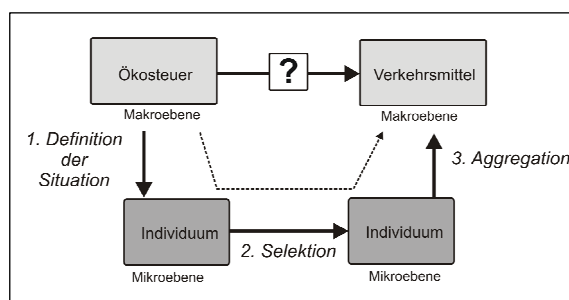 Ökosteuer
?
Verkehrsmittel
Makroebene
Makroebene
1. Definition
der
Situation
3. Aggregation
Individuum
2. Selektion
Individuum
Mikroebene
Mikroebene